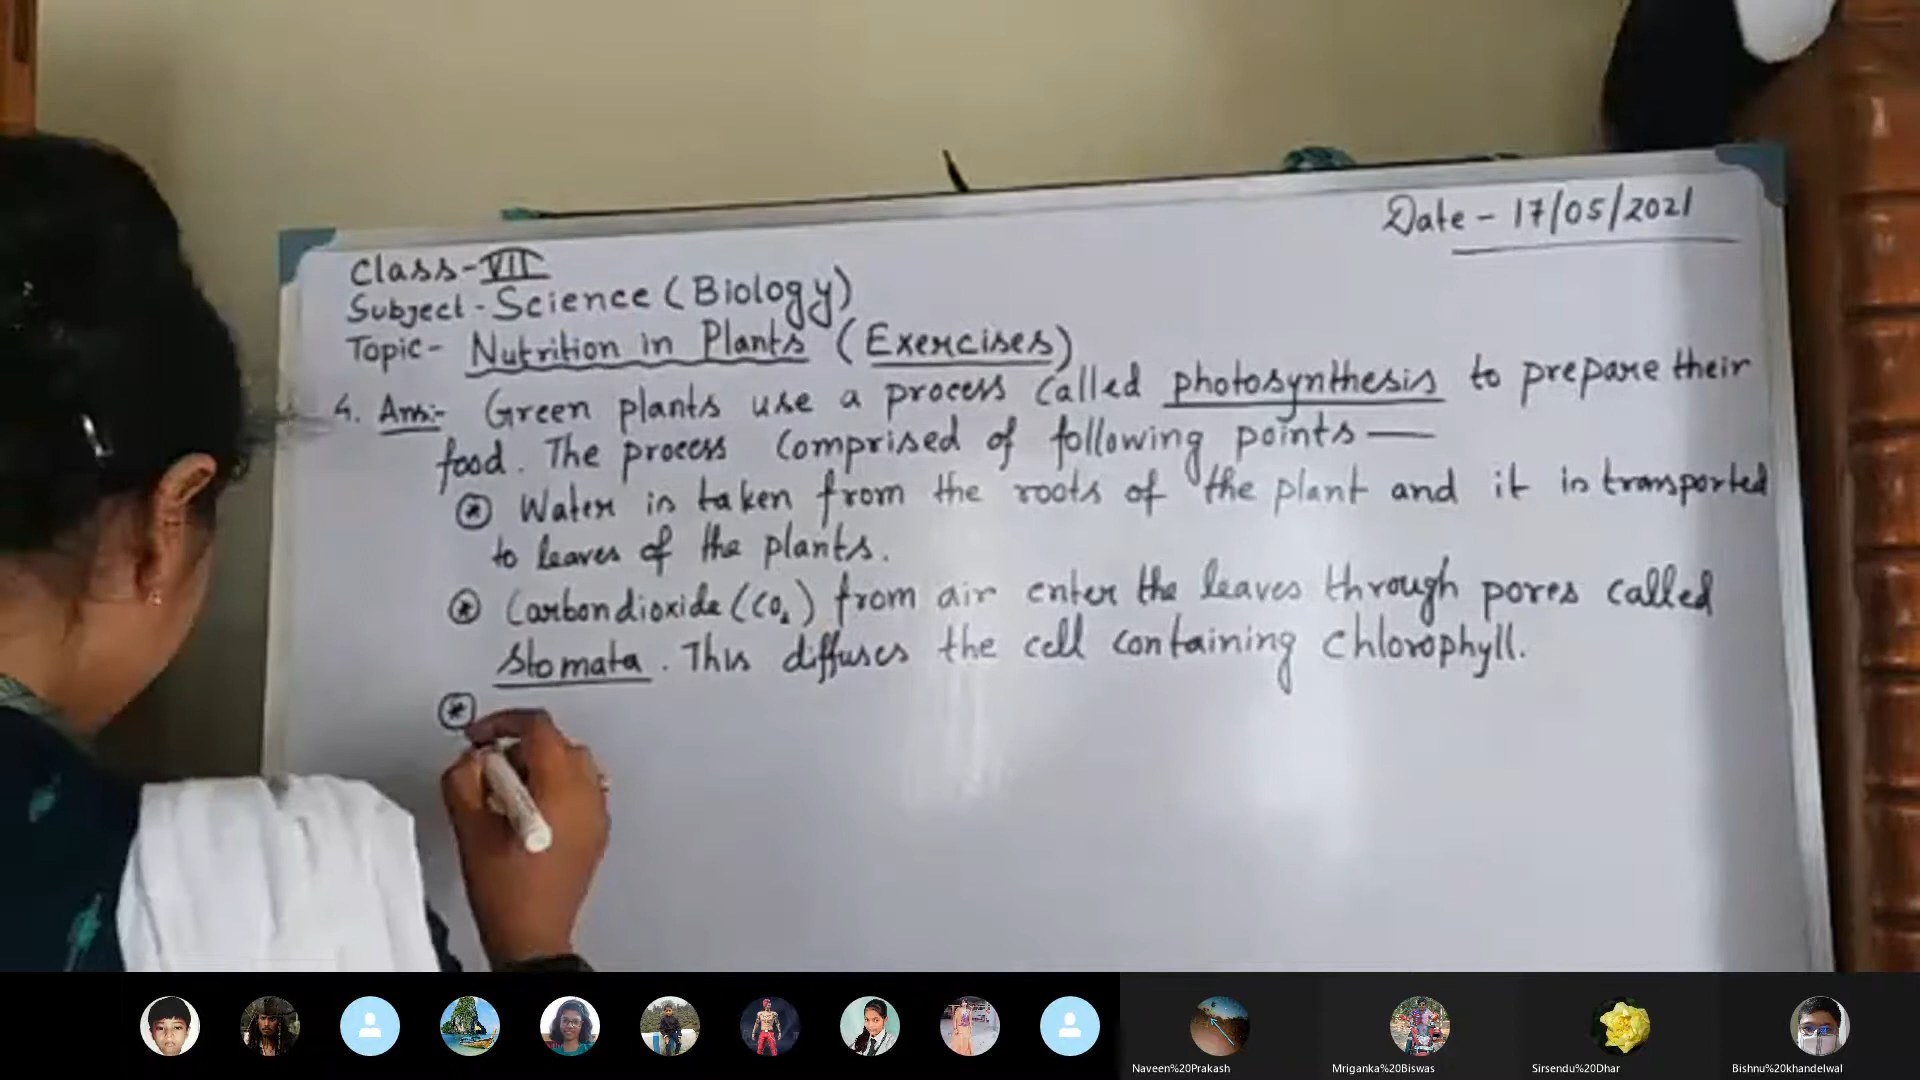 Date - 17/05/2021
Class - VII
Subject - Science (Biology)
Topic - Nutrition in Plants (Exercises)
4. Ans:- Green plants use a process called photosynthesis to prepare their
food. The process comprised of following points —
* Water is taken from the roots of the plant and it is transported
to leaves of the plants.
* Carbondioxide (CO₂) from air enter the leaves through pores called
stomata. This diffuses the cell containing chlorophyll.
*
Naveen%20Prakash
Mriganka%20Biswas
Sirsendu%20Dhar
Bishnu%20khandelwal